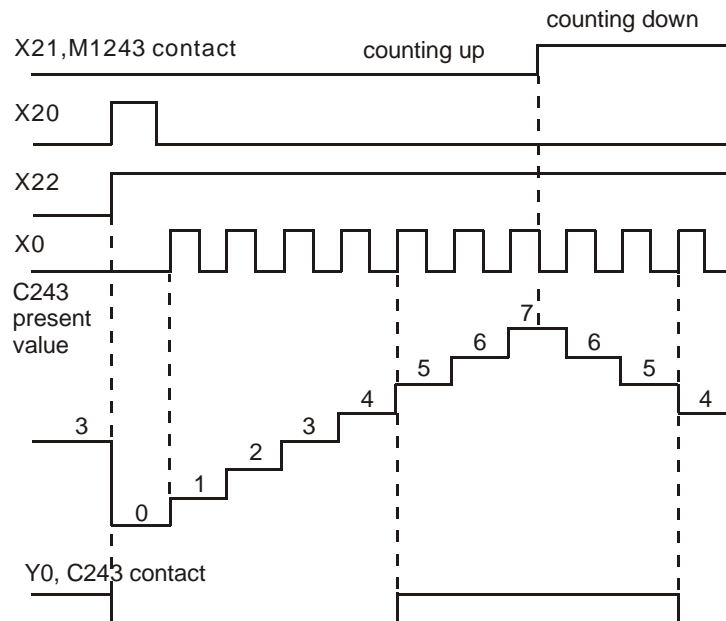 counting down
X21,M1243 contact
counting up
X20
X22
X0
C243
present
value
7
6
6
5
5
4
4
3
3
2
1
0
Y0, C243 contact